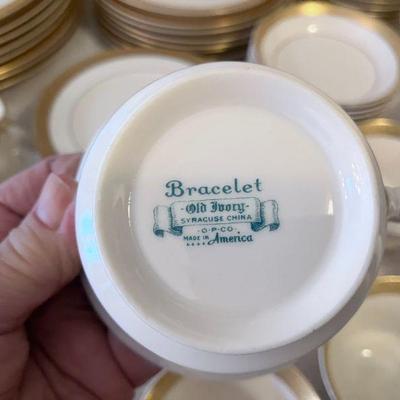 Bracelet
-Old Ivory-
SYRACUSE CHINA
-O-P-CO-
MADE IN America